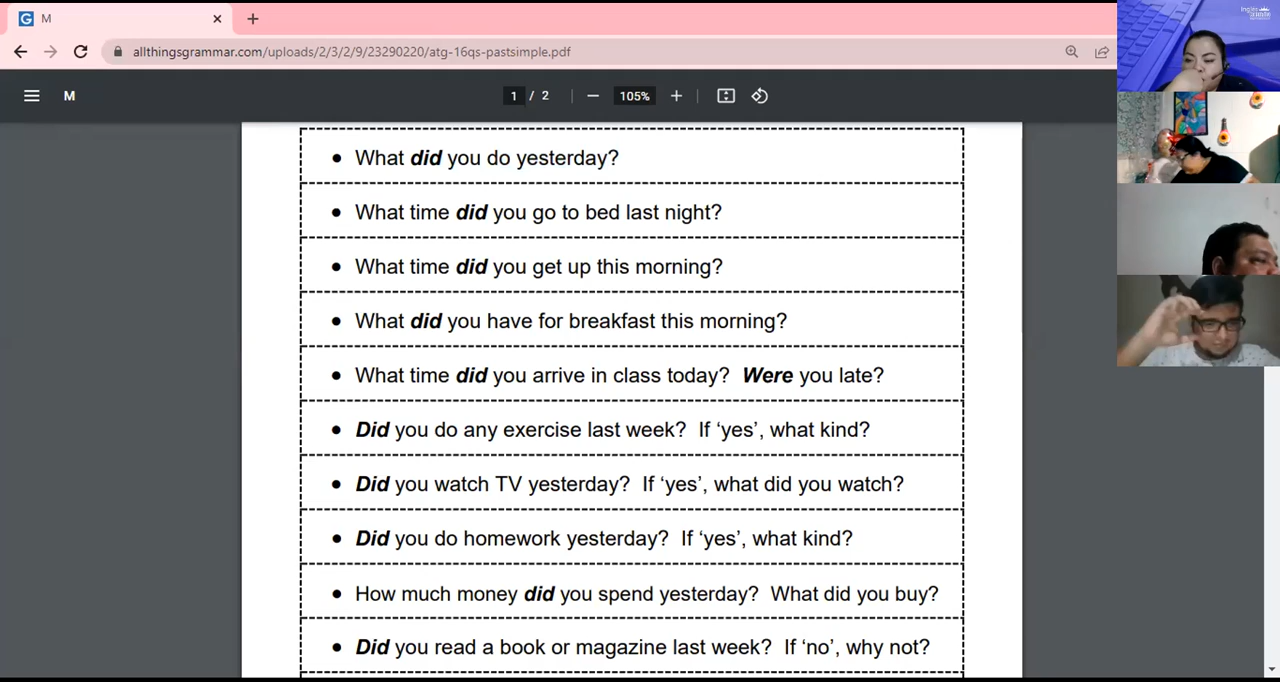 M
allthingsgrammar.com/uploads/2/3/2/9/23290220/atg-16qs-pastsimple.pdf
M
1 / 2
105%
• What did you do yesterday?
• What time did you go to bed last night?
• What time did you get up this morning?
• What did you have for breakfast this morning?
• What time did you arrive in class today? Were you late?
• Did you do any exercise last week? If ‘yes’, what kind?
• Did you watch TV yesterday? If ‘yes’, what did you watch?
• Did you do homework yesterday? If ‘yes’, what kind?
• How much money did you spend yesterday? What did you buy?
• Did you read a book or magazine last week? If ‘no’, why not?